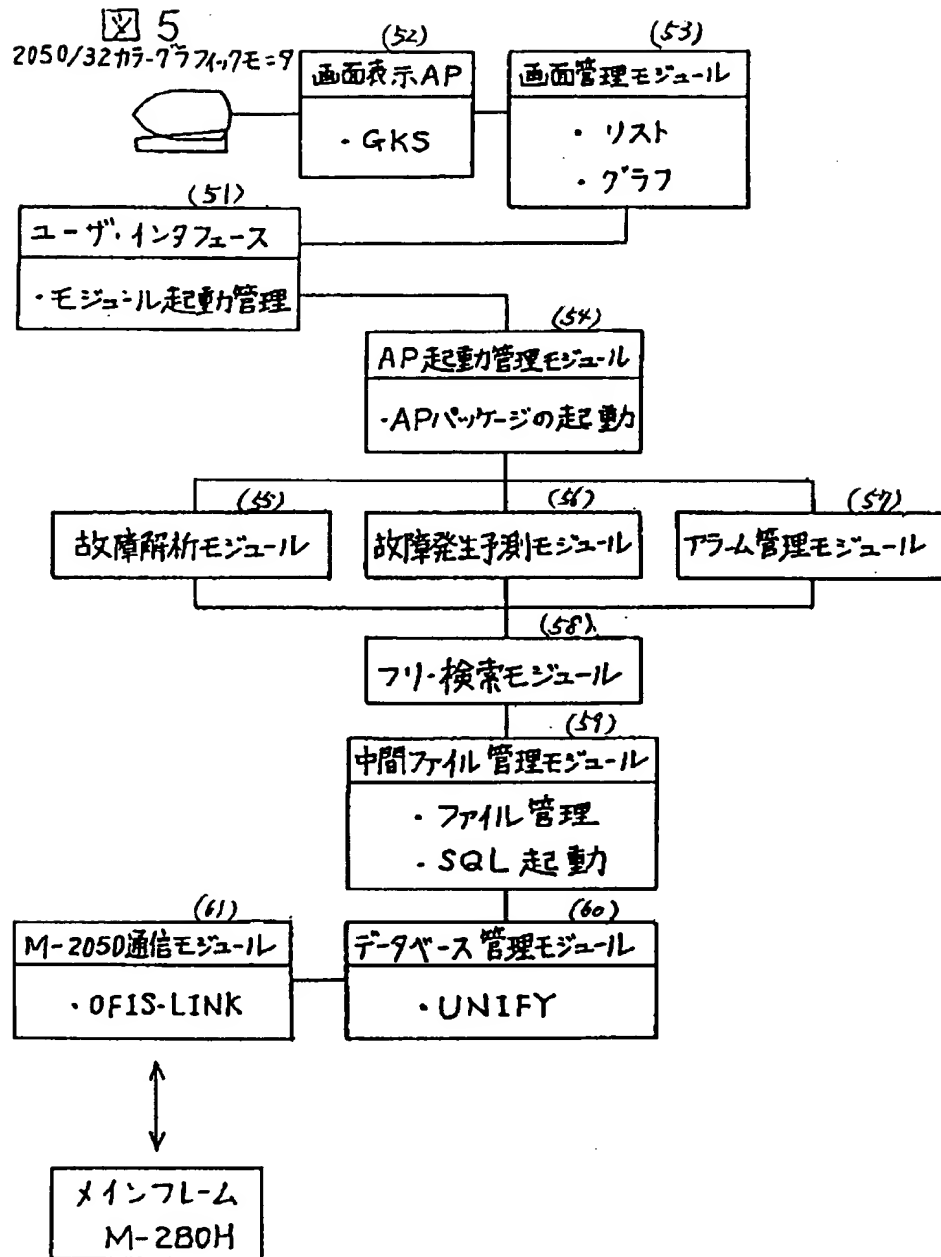 図 5
2050/32カラーグラフィックモニタ
(52)
画面表示AP
・GKS
(53)
画面管理モジュール
・リスト
・グラフ
(51)
ユーザ・インタフェース
・モジュール起動管理
(54)
AP起動管理モジュール
・APパッケージの起動
(55)
故障解析モジュール
(56)
故障発生予測モジュール
(57)
アラーム管理モジュール
(58)
フリー検索モジュール
(59)
中間ファイル管理モジュール
・ファイル管理
・SQL起動
(61)
M-2050通信モジュール
・OFIS-LINK
(60)
データベース管理モジュール
・UNIFY
メインフレーム
M-280H